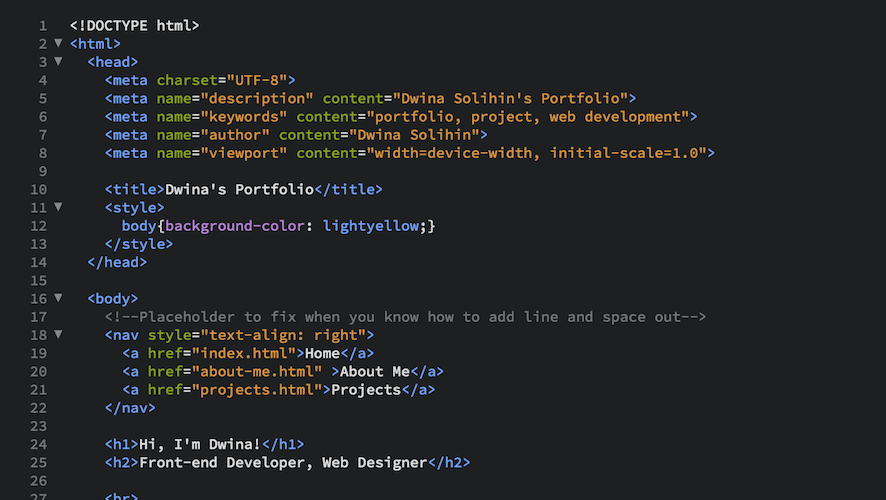 1 <!DOCTYPE html>
2 <html>
3 <head>
4 <meta charset="UTF-8">
5 <meta name="description" content="Dwina Solihin's Portfolio">
6 <meta name="keywords" content="portfolio, project, web development">
7 <meta name="author" content="Dwina Solihin">
8 <meta name="viewport" content="width=device-width, initial-scale=1.0">
9
10 <title>Dwina's Portfolio</title>
11 <style>
12 body{background-color: lightyellow;}
13 </style>
14 </head>
15
16 <body>
17 <!--Placeholder to fix when you know how to add line and space out-->
18 <nav style="text-align: right">
19 <a href="index.html">Home</a>
20 <a href="about-me.html" >About Me</a>
21 <a href="projects.html">Projects</a>
22 </nav>
23
24 <h1>Hi, I'm Dwina!</h1>
25 <h2>Front-end Developer, Web Designer</h2>
26
27 <hr>